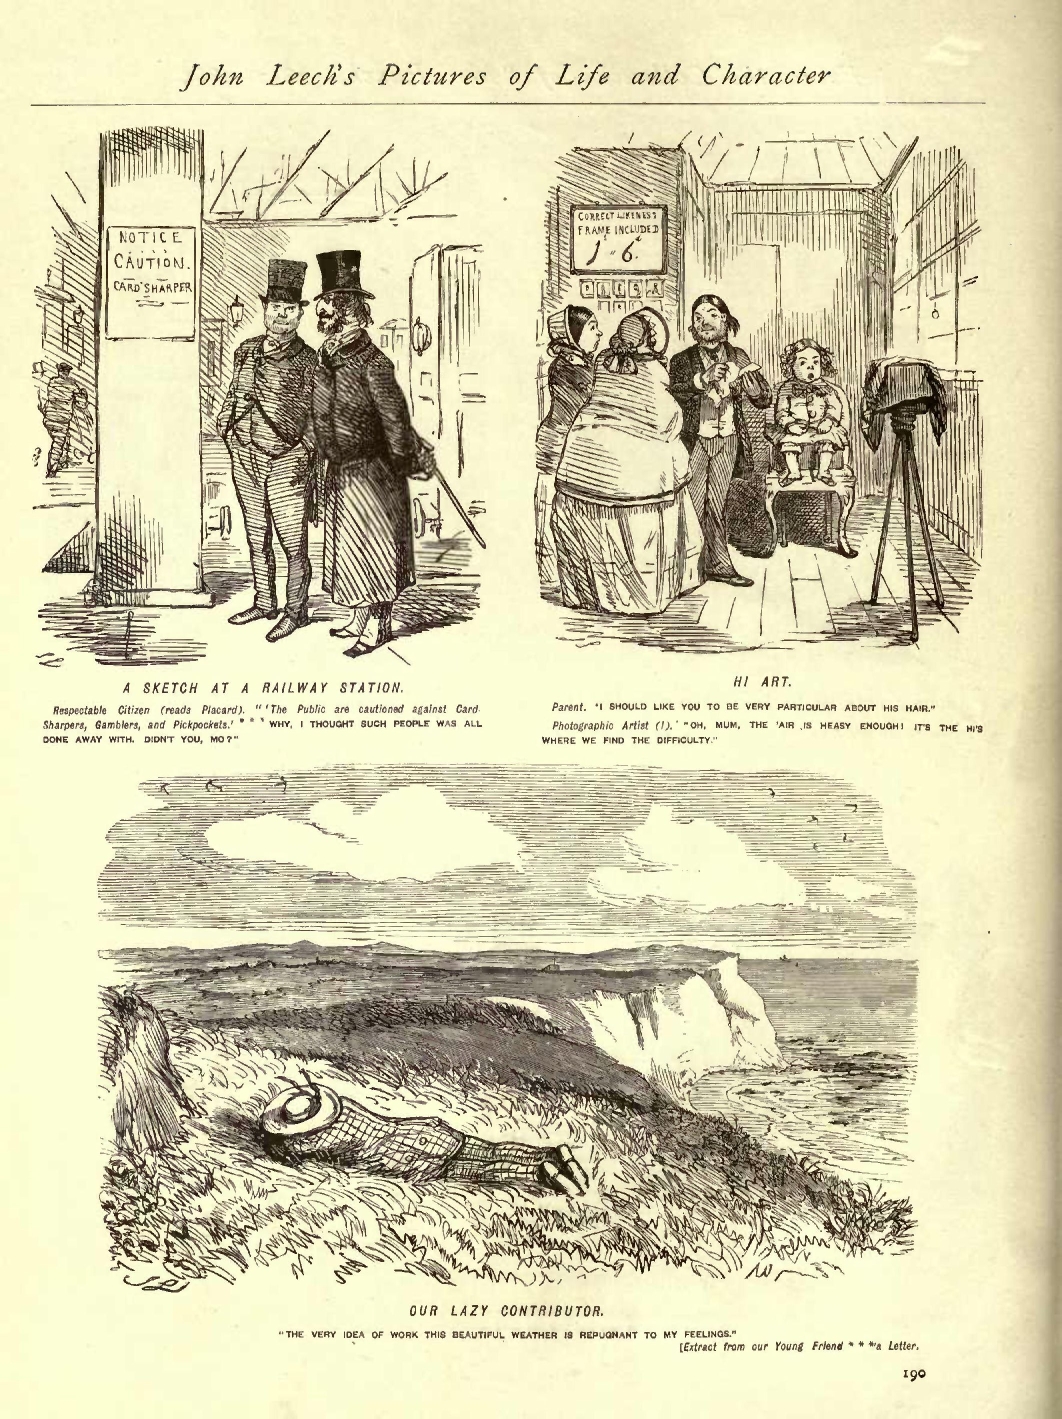 John Leech's Pictures of Life and Character
NOTICE
CAUTION.
CARD SHARPER
CORRECT LIKENESS
FRAME INCLUDED
1 " 6.
A SKETCH AT A RAILWAY STATION.
Respectable Citizen (reads Placard). "'The Public are cautioned against Card-
Sharpers, Gamblers, and Pickpockets.' * * * WHY, I THOUGHT SUCH PEOPLE WAS ALL
DONE AWAY WITH. DIDN'T YOU, MO?"
HI ART.
Parent. "I SHOULD LIKE YOU TO BE VERY PARTICULAR ABOUT HIS HAIR."
Photographic Artist (!). "OH, MUM, THE 'AIR IS HEASY ENOUGH! IT'S THE HI'S
WHERE WE FIND THE DIFFICULTY."
OUR LAZY CONTRIBUTOR.
"THE VERY IDEA OF WORK THIS BEAUTIFUL WEATHER IS REPUGNANT TO MY FEELINGS."
[Extract from our Young Friend * * *'s Letter.
190